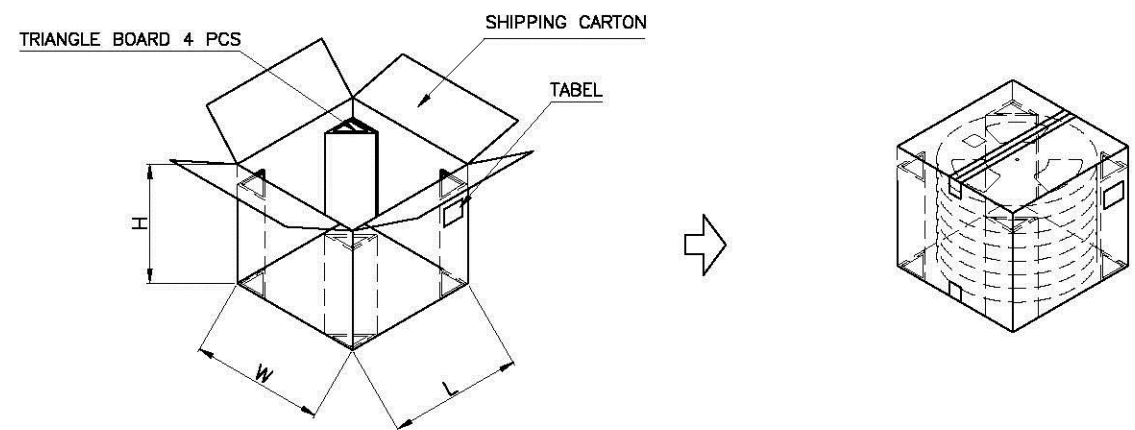 SHIPPING CARTON
TRIANGLE BOARD 4 PCS
TABEL
H
W
L